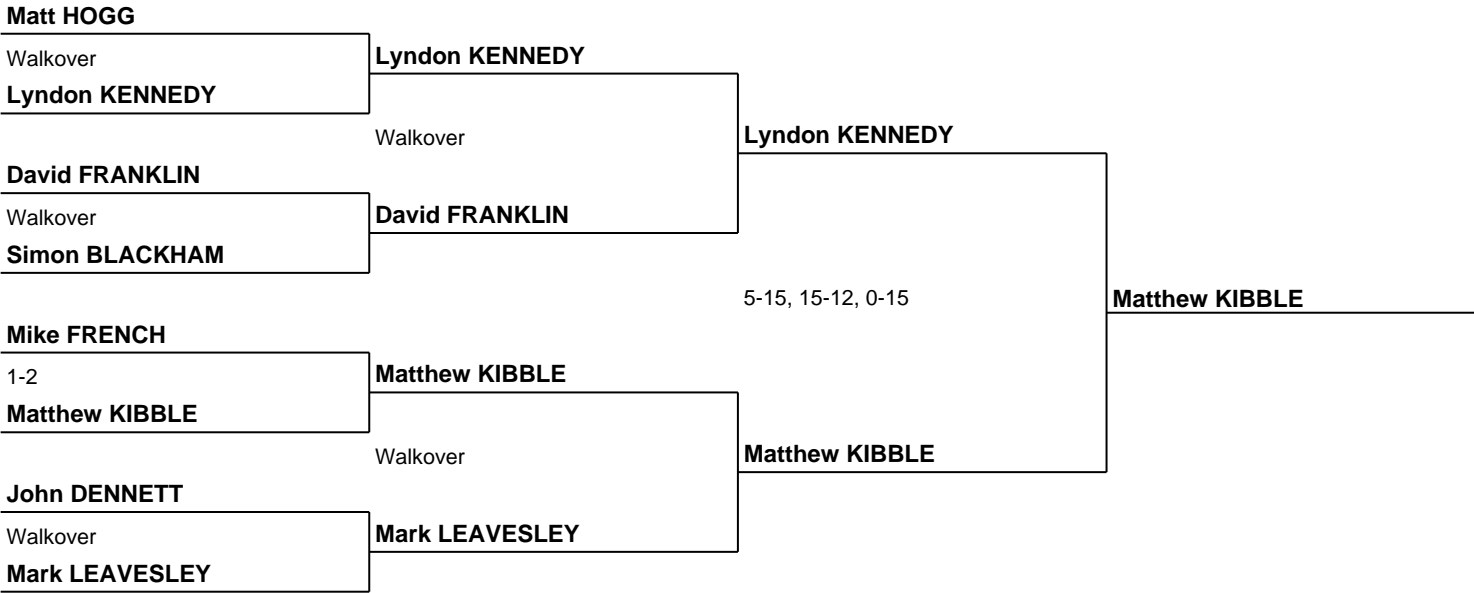 Matt HOGG
Walkover
Lyndon KENNEDY
Lyndon KENNEDY
Walkover
Lyndon KENNEDY
David FRANKLIN
Walkover
David FRANKLIN
Simon BLACKHAM
5-15, 15-12, 0-15
Matthew KIBBLE
Mike FRENCH
1-2
Matthew KIBBLE
Matthew KIBBLE
Walkover
Matthew KIBBLE
John DENNETT
Walkover
Mark LEAVESLEY
Mark LEAVESLEY